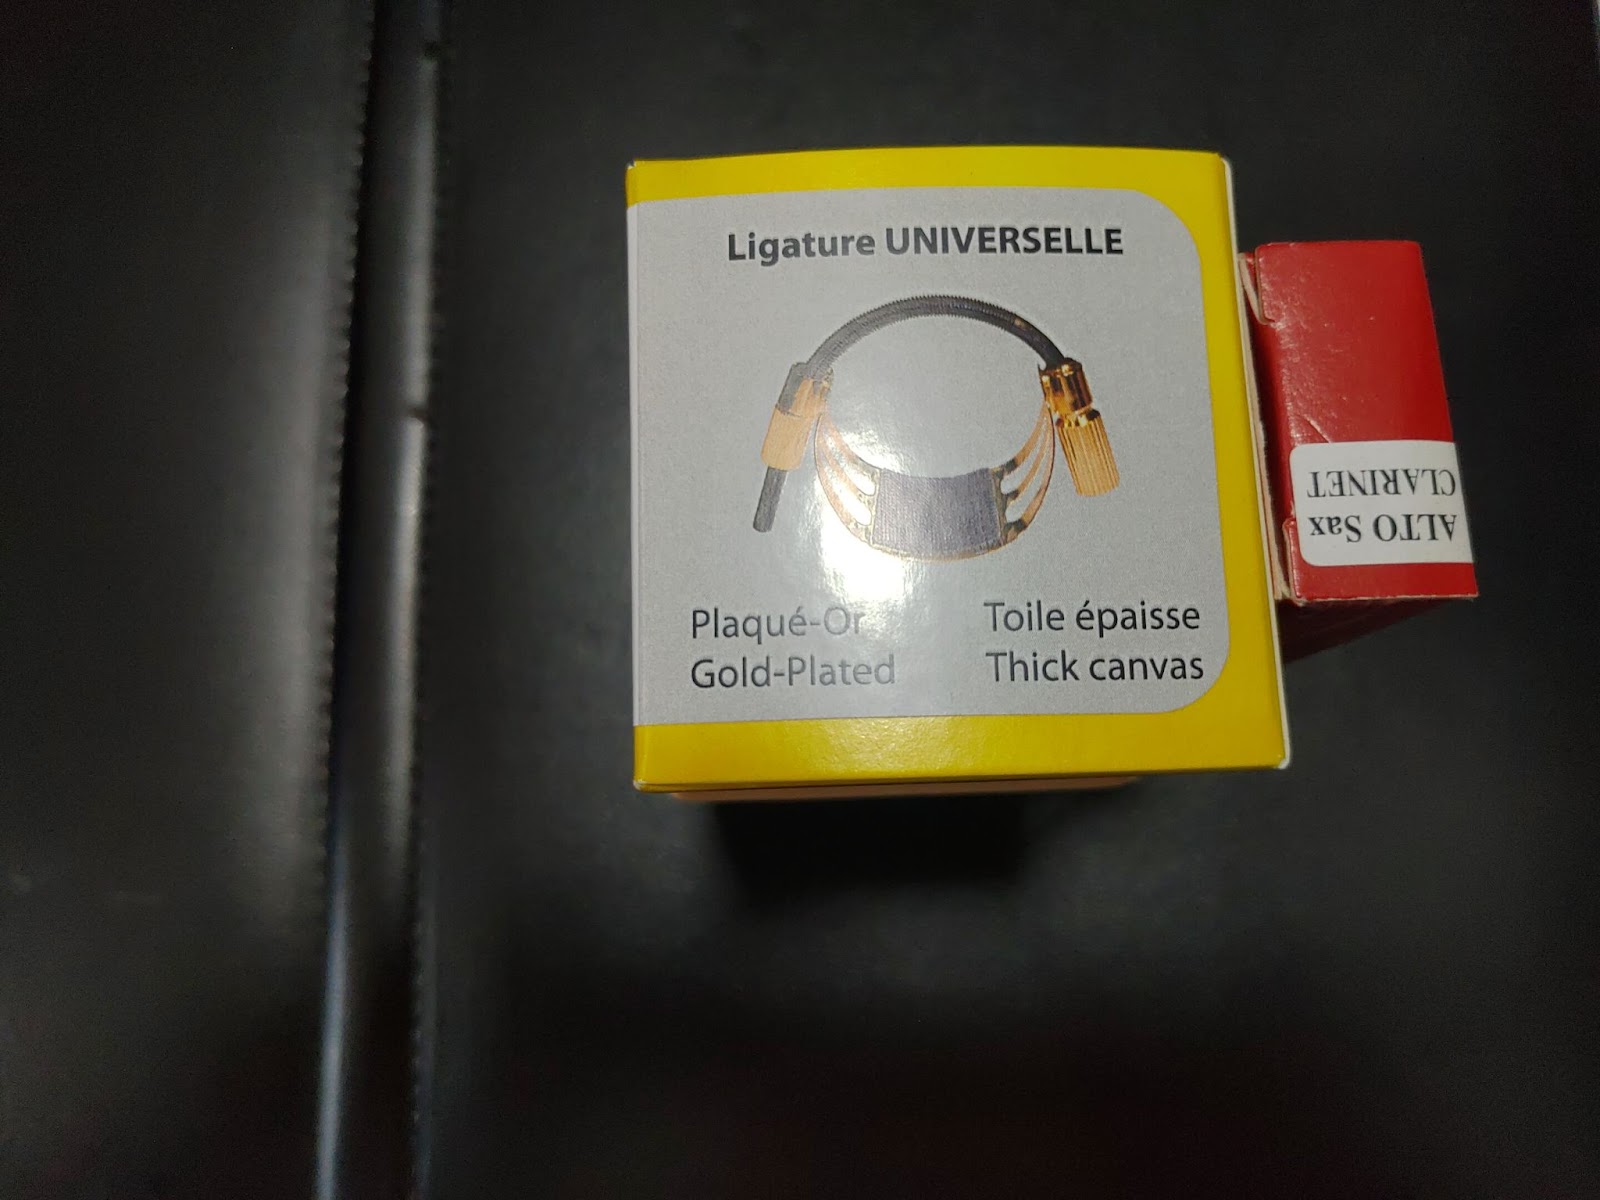 Ligature UNIVERSELLE
Plaqué-Or
Gold-Plated
Toile épaisse
Thick canvas
ALTO Sax
CLARINET